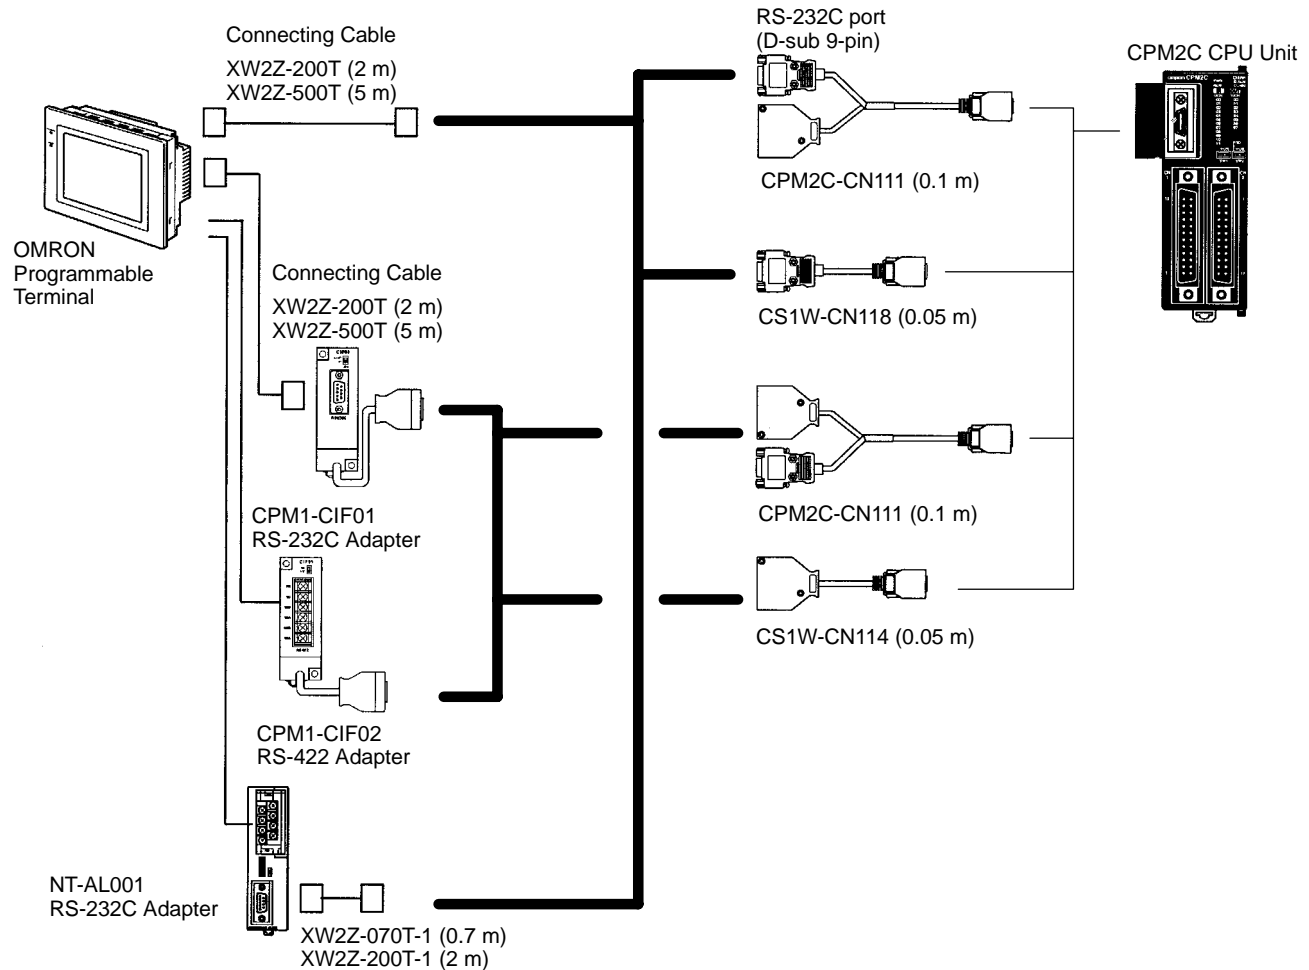 Connecting Cable
XW2Z-200T (2 m)
XW2Z-500T (5 m)
RS-232C port
(D-sub 9-pin)
CPM2C CPU Unit
CPM2C-CN111 (0.1 m)
OMRON
Programmable
Terminal
Connecting Cable
XW2Z-200T (2 m)
XW2Z-500T (5 m)
CS1W-CN118 (0.05 m)
CPM1-CIF01
RS-232C Adapter
CPM2C-CN111 (0.1 m)
CS1W-CN114 (0.05 m)
CPM1-CIF02
RS-422 Adapter
NT-AL001
RS-232C Adapter
XW2Z-070T-1 (0.7 m)
XW2Z-200T-1 (2 m)